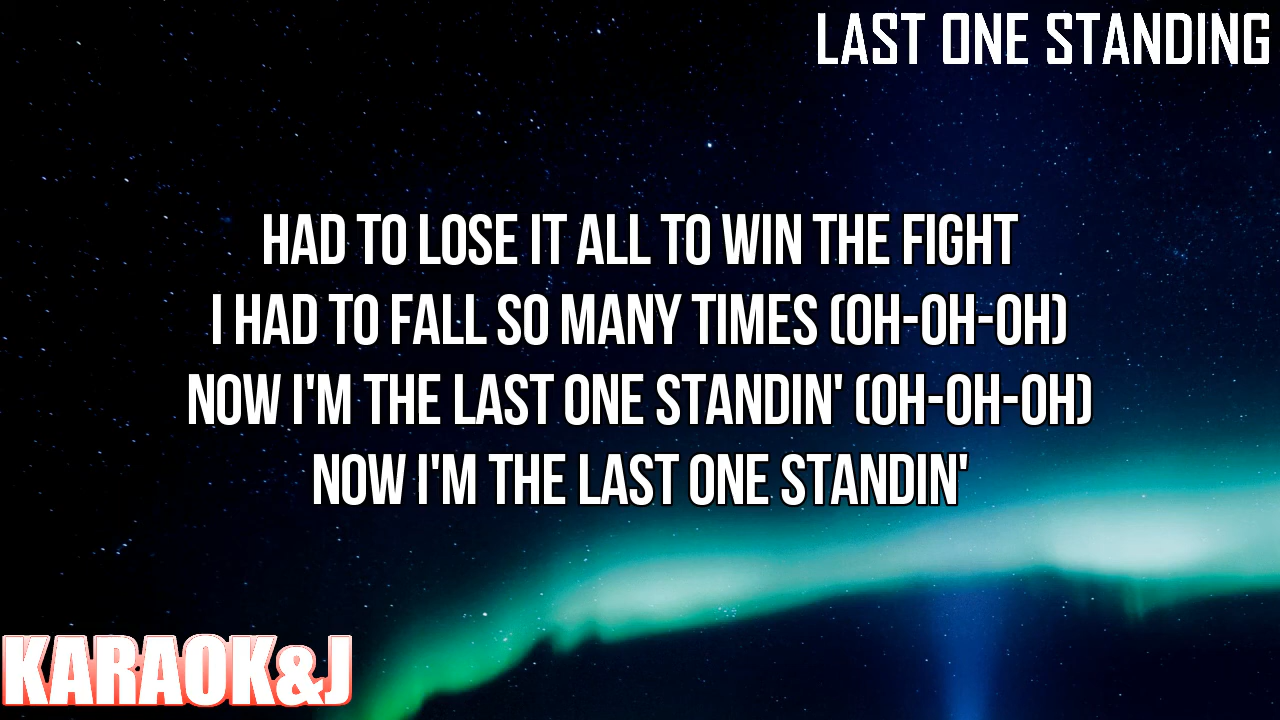 LAST ONE STANDING
HAD TO LOSE IT ALL TO WIN THE FIGHT
I HAD TO FALL SO MANY TIMES (OH-OH-OH)
NOW I'M THE LAST ONE STANDIN' (OH-OH-OH)
NOW I'M THE LAST ONE STANDIN'
KARAOK&J